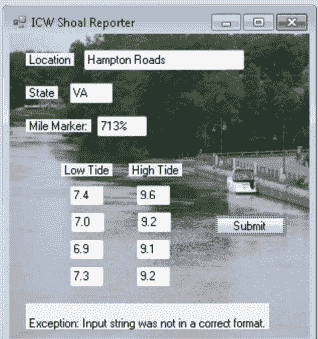 ICW Shoal Reporter
Location Hampton Roads
State VA
Mile Marker: 713%
Low Tide High Tide
7.4 9.6
7.0 9.2
Submit
6.9 9.1
7.3 9.2
Exception: Input string was not in a correct format.